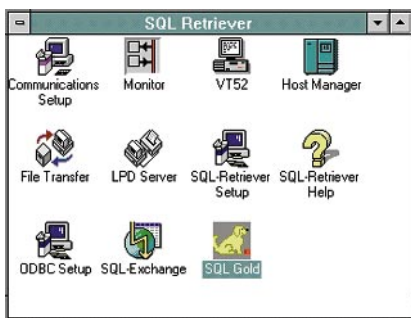 SQL Retriever
Communications Setup
Monitor
VT52
Host Manager
File Transfer
LPD Server
SQL-Retriever Setup
SQL-Retriever Help
ODBC Setup
SQL-Exchange
SQL Gold